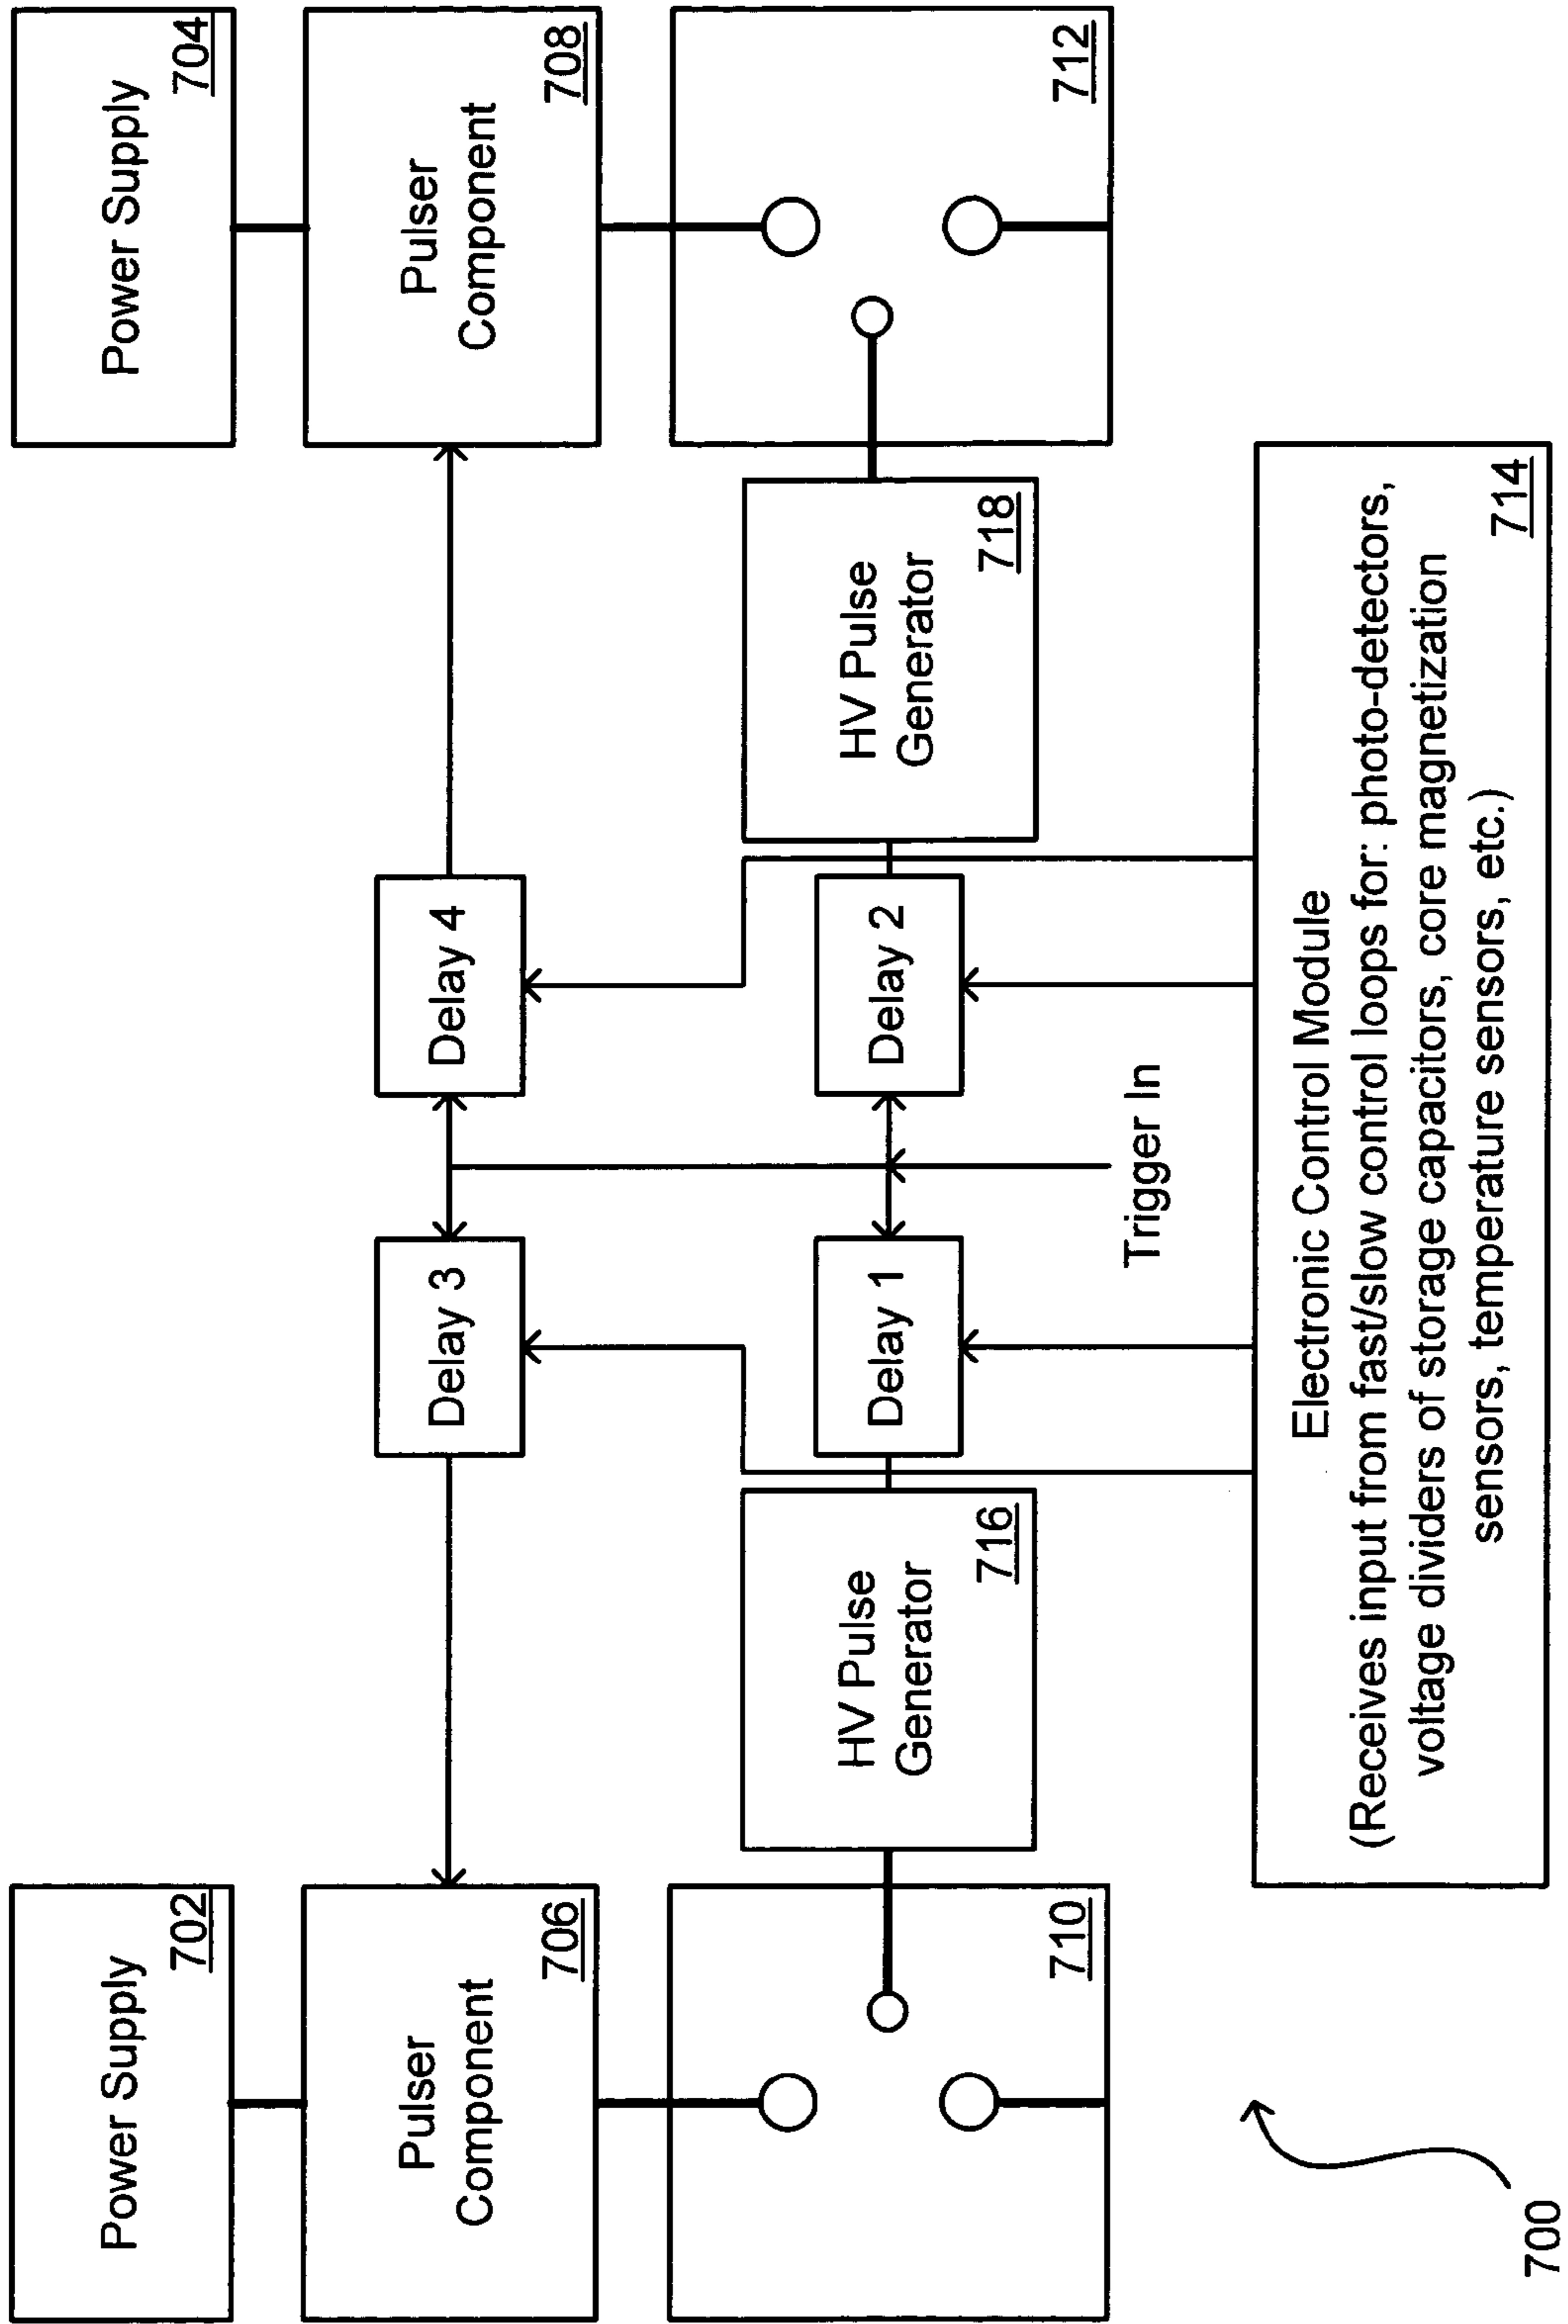 Power Supply
702
Power Supply
704
Pulser
Component
706
Delay 3
Delay 4
Pulser
Component
708
710
HV Pulse
Generator
716
Delay 1
Delay 2
HV Pulse
Generator
718
712
Trigger In
Electronic Control Module
(Receives input from fast/slow control loops for: photo-detectors,
voltage dividers of storage capacitors, core magnetization
sensors, temperature sensors, etc.)
714
700